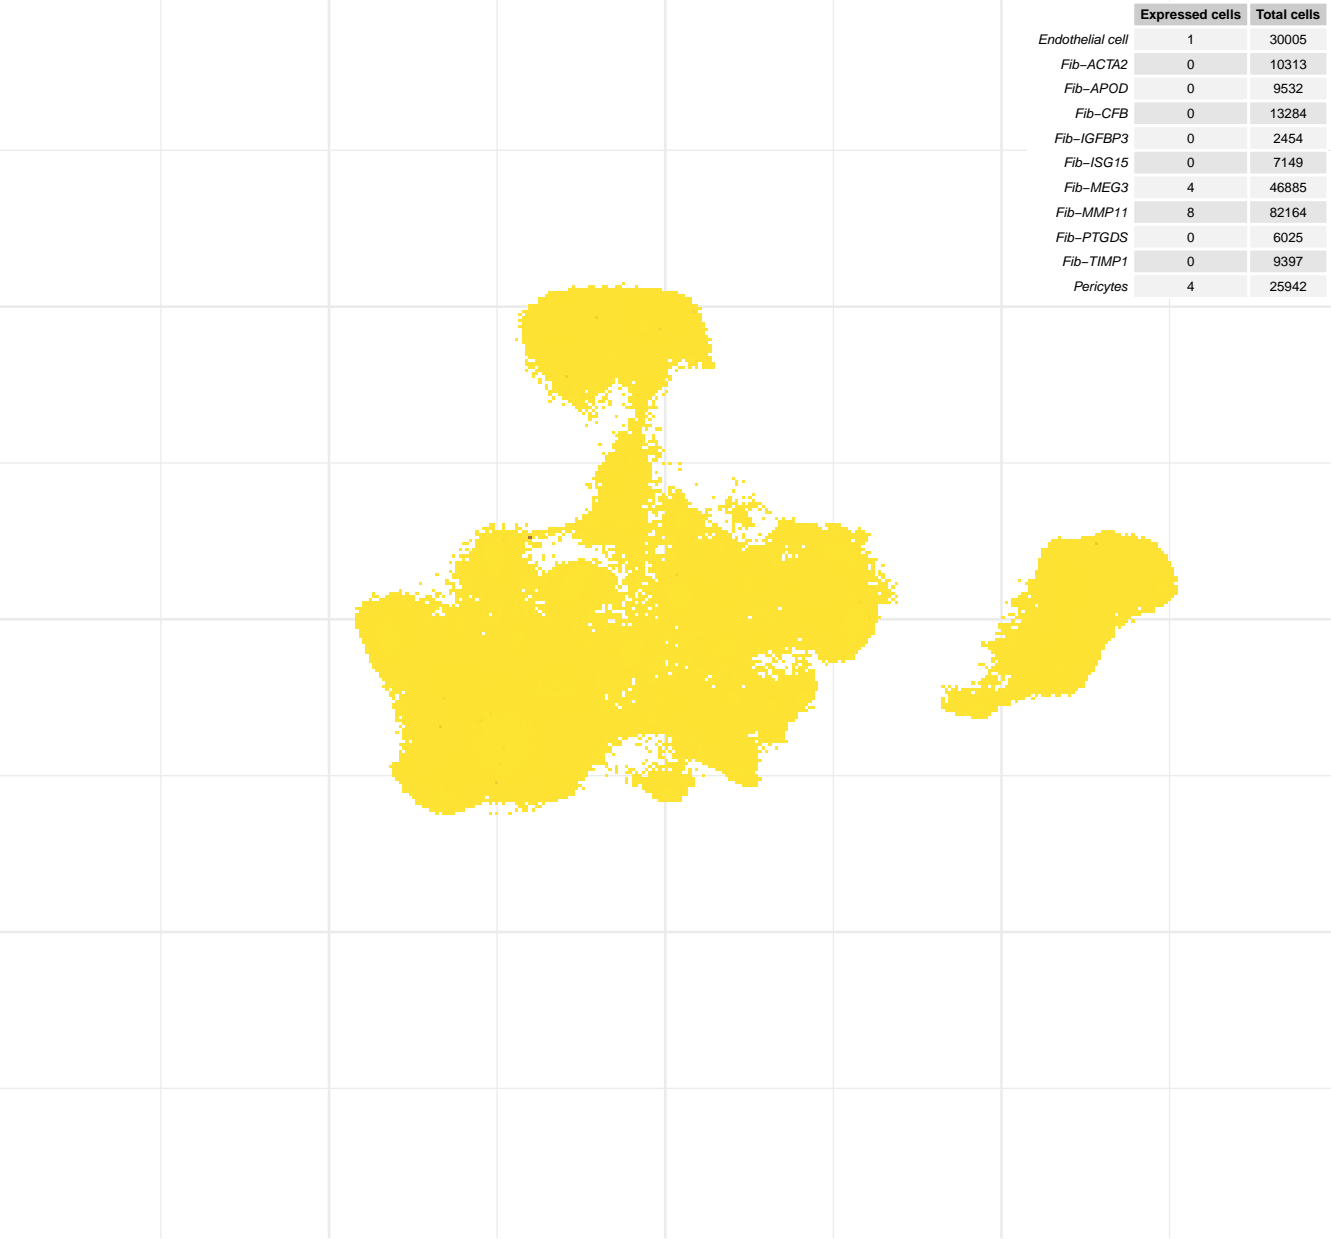 Expressed cells Total cells
Endothelial cell 1 30005
Fib−ACTA2 0 10313
Fib−APOD 0 9532
Fib−CFB 0 13284
Fib−IGFBP3 0 2454
Fib−ISG15 0 7149
Fib−MEG3 4 46885
Fib−MMP11 8 82164
Fib−PTGDS 0 6025
Fib−TIMP1 0 9397
Pericytes 4 25942